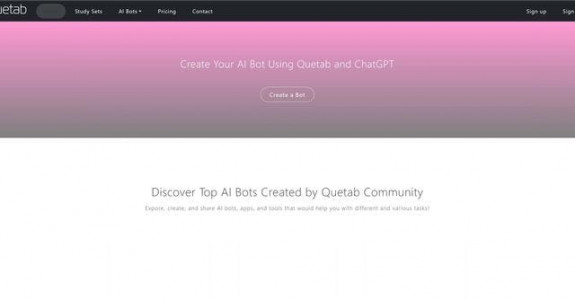 uetab
Study Sets
AI Bots
Pricing
Contact
Sign up
Sign
Create Your AI Bot Using Quetab and ChatGPT
Create a Bot
Discover Top AI Bots Created by Quetab Community
Expose, create, and share AI bots, apps, and tools that would help you with different and various tasks!